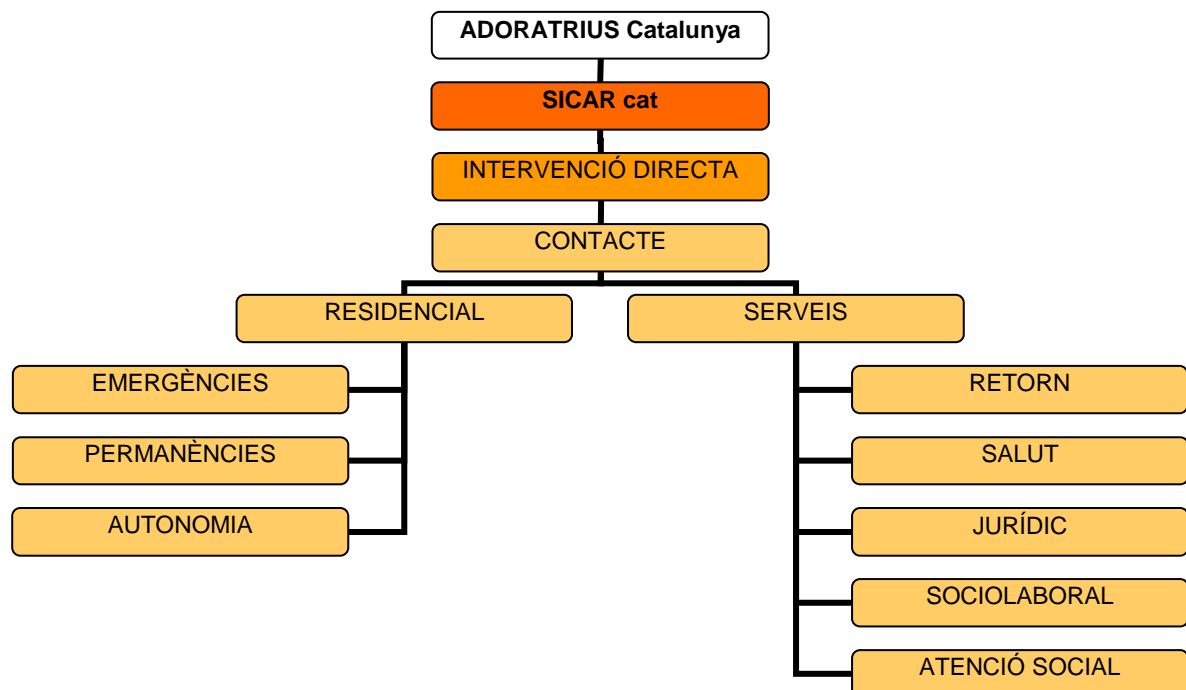 ADORATRIUS Catalunya
SICAR cat
INTERVENCIÓ DIRECTA
CONTACTE
RESIDENCIAL
SERVEIS
EMERGÈNCIES
RETORN
PERMANÈNCIES
SALUT
AUTONOMIA
JURÍDIC
SOCIOLABORAL
ATENCIÓ SOCIAL